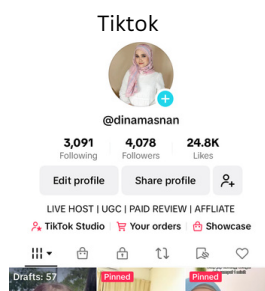 Tiktok
@dinamasnan
3,091 4,078 24.8K
Following Followers Likes
Edit profile Share profile
LIVE HOST | UGC | PAID REVIEW | AFFLIATE
TikTok Studio Your orders Showcase
Drafts: 57 Pinned Pinned